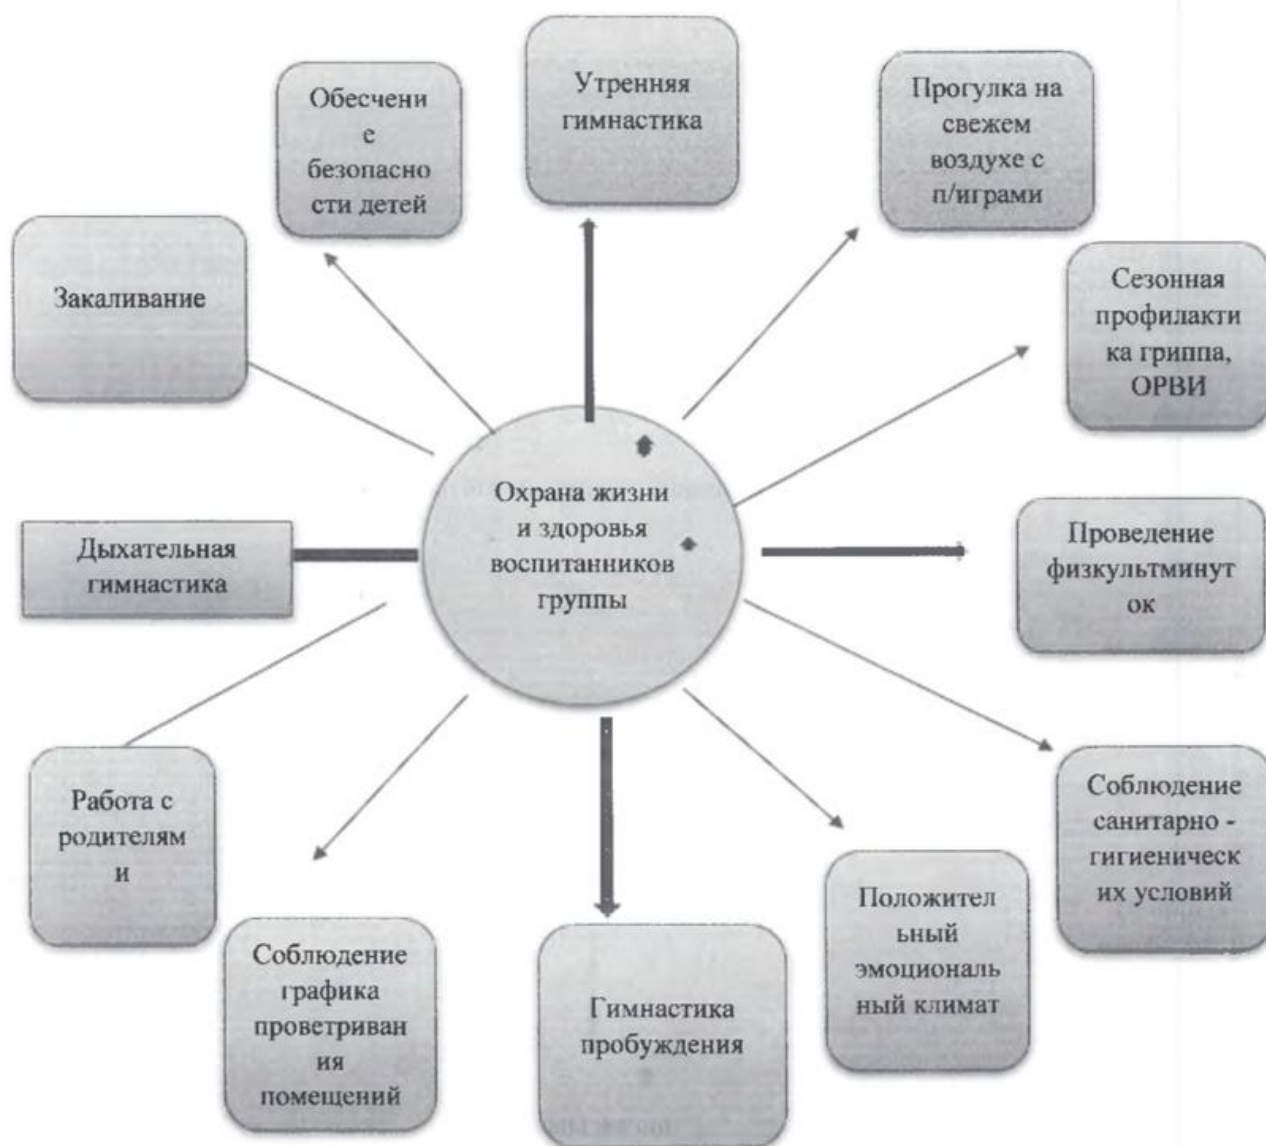 Утренняя
гимнастика
Обесчени
е
безопасно
сти детей
Прогулка на
свежем
воздухе с
п/играми
Закаливание
Сезонная
профилакти
ка гриппа,
ОРВИ
Охрана жизни
и здоровья
воспитанников
группы
Дыхательная
гимнастика
Проведение
физкультминут
ок
Работа с
родителям
и
Соблюдение
санитарно -
гигиеническ
их условий
Положител
ьный
эмоциональ
ный климат
Соблюдение
графика
проветриван
ия
помещений
Гимнастика
пробуждения